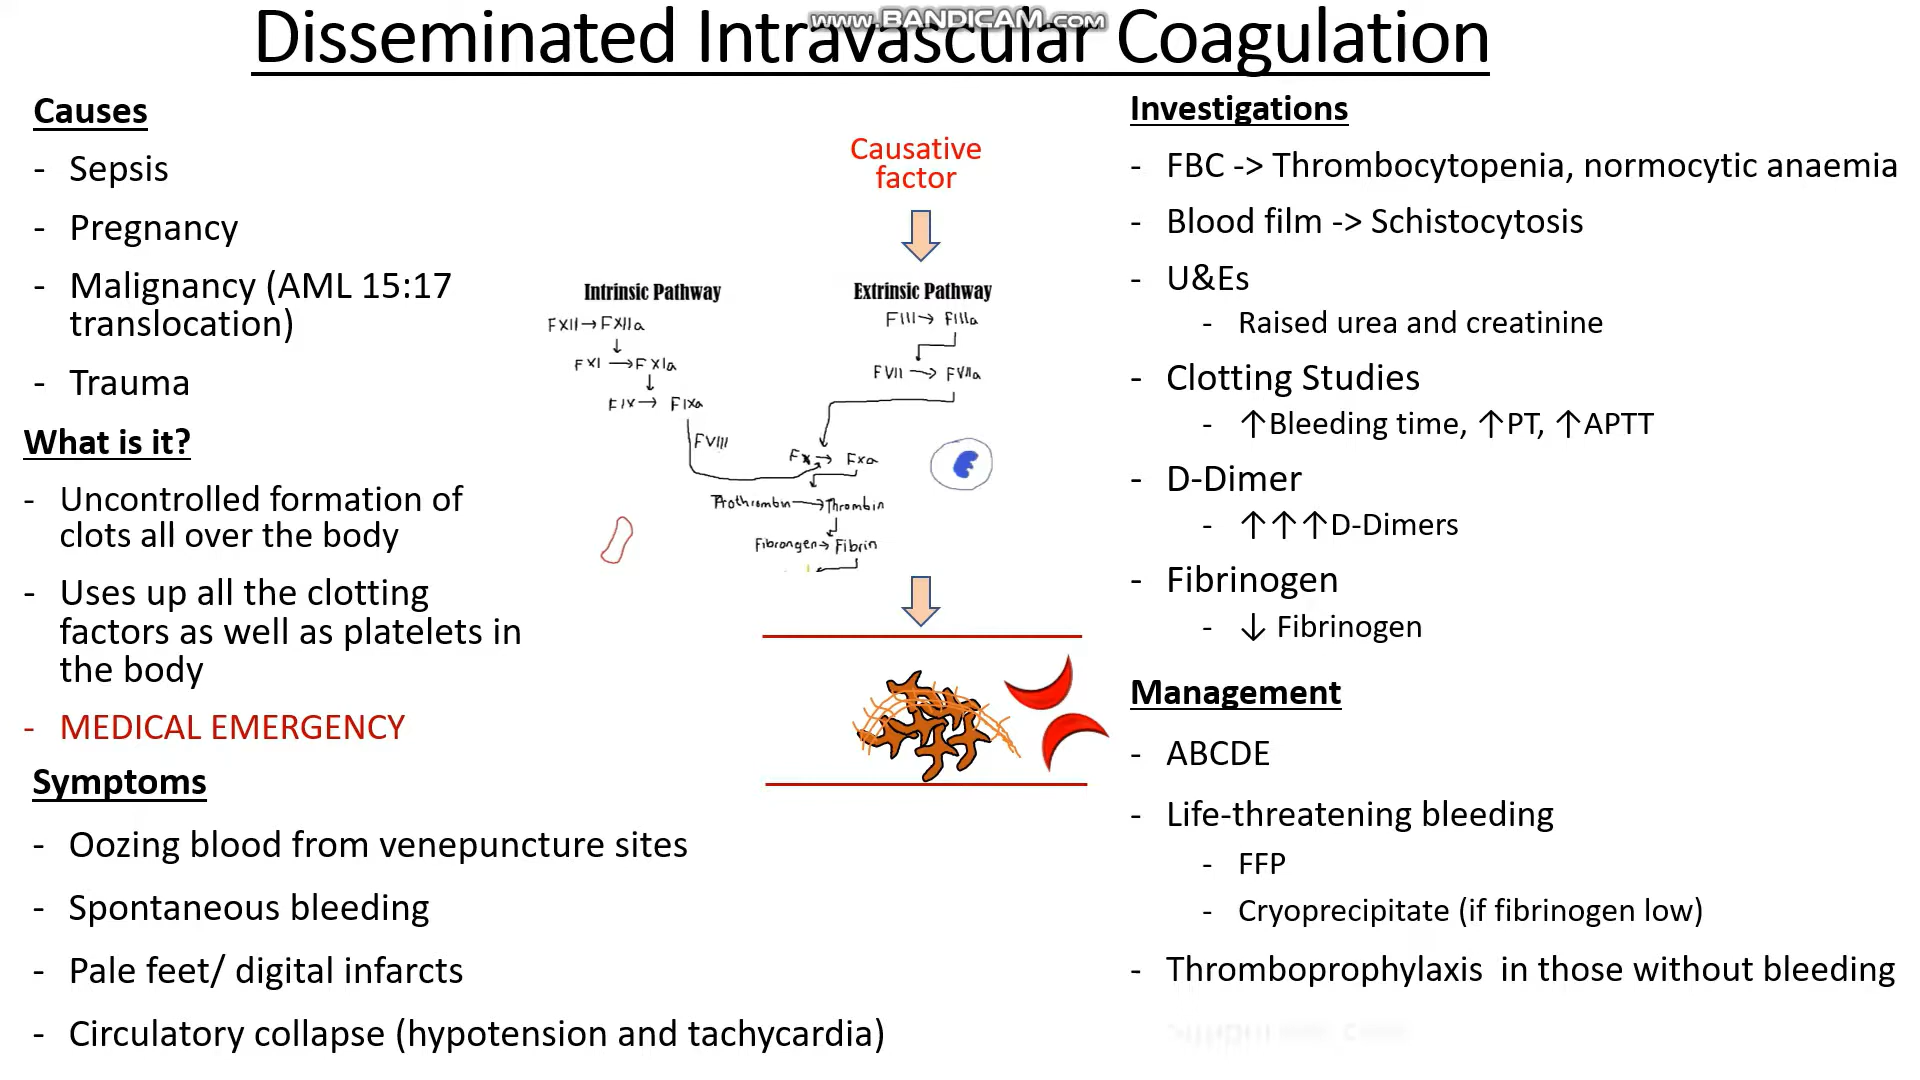 www.BANDICAM.com
Disseminated Intravascular Coagulation
Causes
- Sepsis
- Pregnancy
- Malignancy (AML 15:17
translocation)
- Trauma
What is it?
- Uncontrolled formation of
clots all over the body
- Uses up all the clotting
factors as well as platelets in
the body
- MEDICAL EMERGENCY
Symptoms
- Oozing blood from venepuncture sites
- Spontaneous bleeding
- Pale feet/ digital infarcts
- Circulatory collapse (hypotension and tachycardia)
Causative
factor
Intrinsic Pathway
FXII → FXIIa
↓
FXI → FXIa
↓
FIX → FIXa
FVIII
Extrinsic Pathway
FIII → FIIIa
FVII → FVIIa
FX → FXa
Prothrombin → Thrombin
Fibrongen → Fibrin
Investigations
- FBC -> Thrombocytopenia, normocytic anaemia
- Blood film -> Schistocytosis
- U&Es
- Raised urea and creatinine
- Clotting Studies
- ↑Bleeding time, ↑PT, ↑APTT
- D-Dimer
- ↑↑↑D-Dimers
- Fibrinogen
- ↓ Fibrinogen
Management
- ABCDE
- Life-threatening bleeding
- FFP
- Cryoprecipitate (if fibrinogen low)
- Thromboprophylaxis in those without bleeding